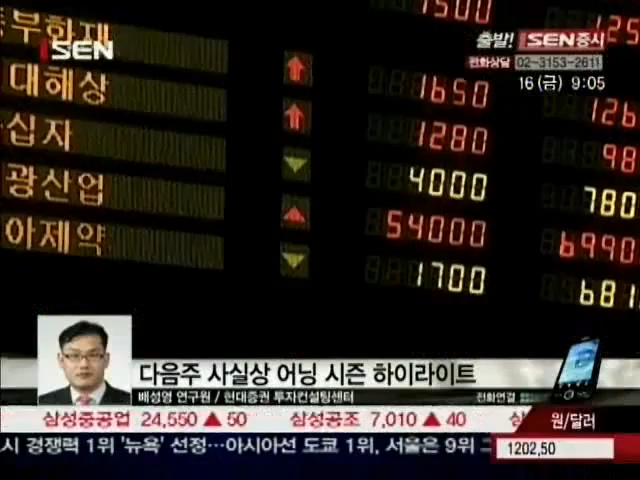 동부화재
1500
125
iSEN
출발! SEN증시
전화상담 02-3153-2611
16(금) 9:05
대해상
1650
126
십자
1280
98
광산업
4000
780
아제약
54000
6990
1700
681
다음주 사실상 어닝 시즌 하이라이트
배성영 연구원 / 현대증권 투자컨설팅센터
전화연결
삼성중공업 24,550 ▲50 삼성공조 7,010 ▲40
원/달러
시 경쟁력 1위 '뉴욕' 선정...아시아선 도쿄 1위, 서울은 9위
1202,50